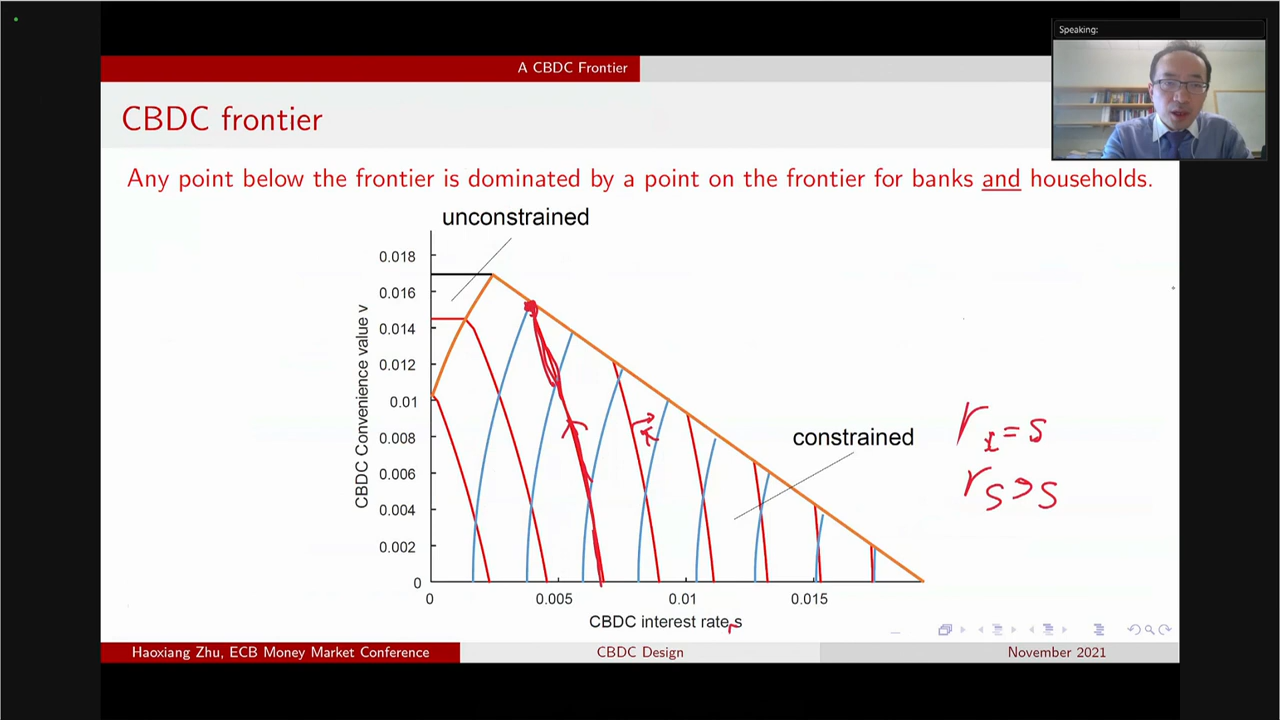 Speaking:
A CBDC Frontier
CBDC frontier
Any point below the frontier is dominated by a point on the frontier for banks and households.
unconstrained
0.018
0.016
0.014
0.012
0.01
0.008
0.006
0.004
0.002
0
CBDC Convenience value v
constrained
0
0.005
0.01
0.015
CBDC interest rate s
r_L = s
r_S > s
Haoxiang Zhu, ECB Money Market Conference
CBDC Design
November 2021